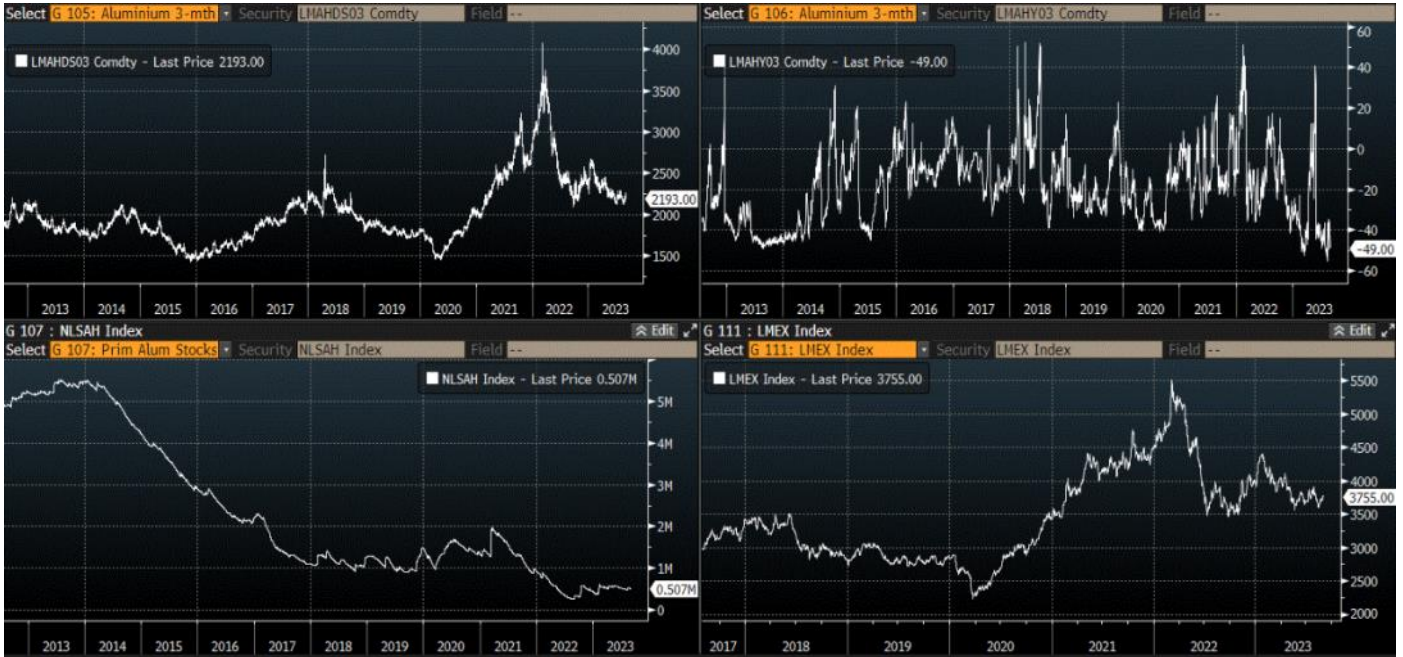 Select G 105: Aluminium 3-mth Security LMAHDS03 Comdty Field --
LMAHDS03 Comdty - Last Price 2193.00
4000
3500
3000
2500
2193.00
2000
1500
2013 2014 2015 2016 2017 2018 2019 2020 2021 2022 2023
Select G 106: Aluminium 3-mth Security LMAHY03 Comdty Field --
LMAHY03 Comdty - Last Price -49.00
60
40
20
0
-20
-40
-49.00
-60
2013 2014 2015 2016 2017 2018 2019 2020 2021 2022 2023
G 107 : NLSAH Index Edit
Select G 107: Prim Alum Stocks Security NLSAH Index Field --
NLSAH Index - Last Price 0.507M
5M
4M
3M
2M
1M
0.507M
0
2013 2014 2015 2016 2017 2018 2019 2020 2021 2022 2023
G 111 : LMEX Index Edit
Select G 111: LMEX Index Security LMEX Index Field --
LMEX Index - Last Price 3755.00
5500
5000
4500
4000
3755.00
3500
3000
2500
2000
2017 2018 2019 2020 2021 2022 2023